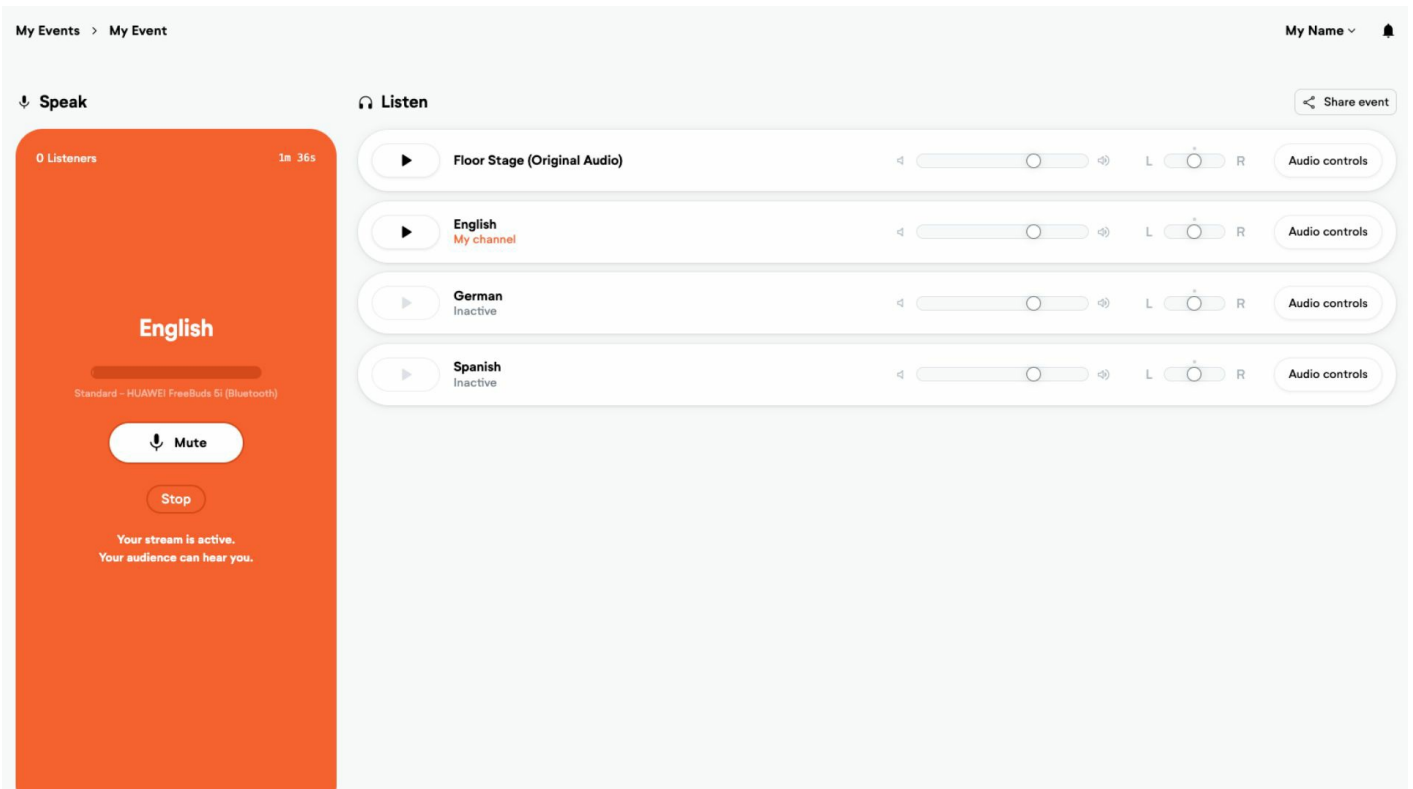 My Events > My Event
My Name
Speak
0 Listeners
1m 36s
English
Standard - HUAWEI FreeBuds 5i (Bluetooth)
Mute
Stop
Your stream is active.
Your audience can hear you.
Listen
Share event
Floor Stage (Original Audio)
L R
Audio controls
English
My channel
L R
Audio controls
German
Inactive
L R
Audio controls
Spanish
Inactive
L R
Audio controls